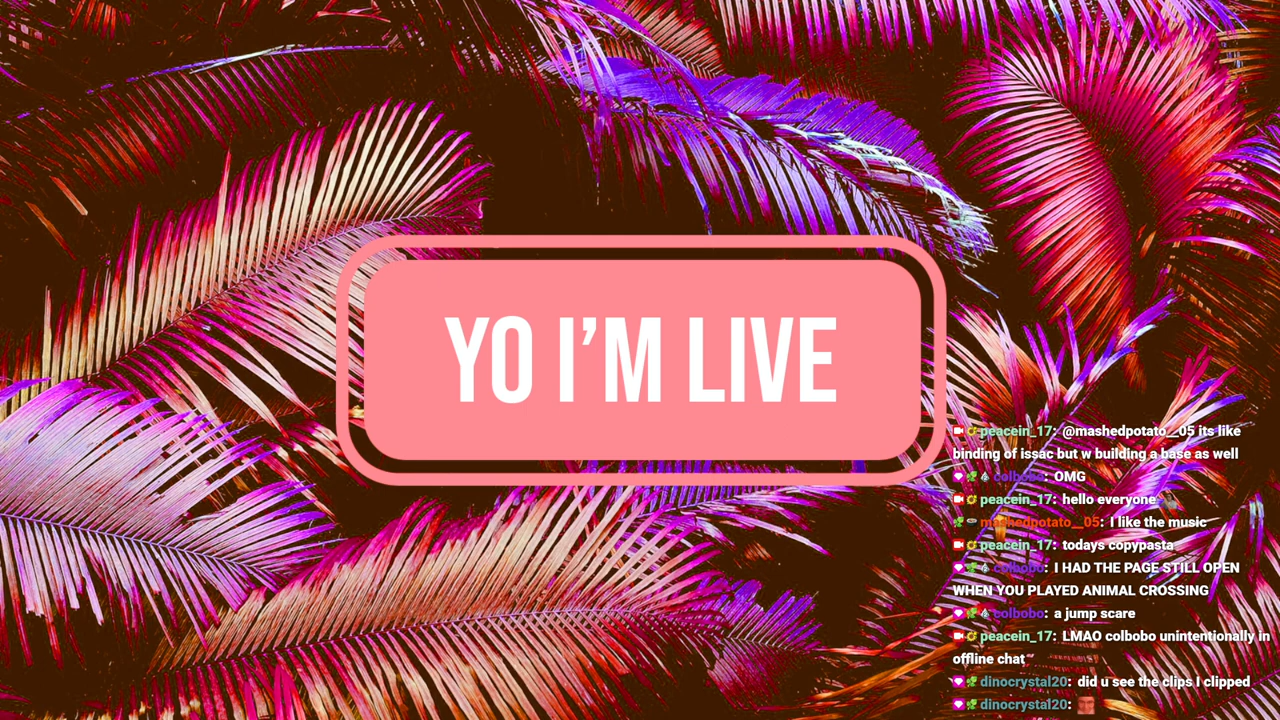 YO I’M LIVE
peacein_17: @mashedpotato__05 its like
binding of issac but w building a base as well
colbobo: OMG
peacein_17: hello everyone
mashedpotato__05: I like the music
peacein_17: todays copypasta
colbobo: I HAD THE PAGE STILL OPEN
WHEN YOU PLAYED ANIMAL CROSSING
colbobo: a jump scare
peacein_17: LMAO colbobo unintentionally in
offline chat
dinocrystal20: did u see the clips I clipped
dinocrystal20: